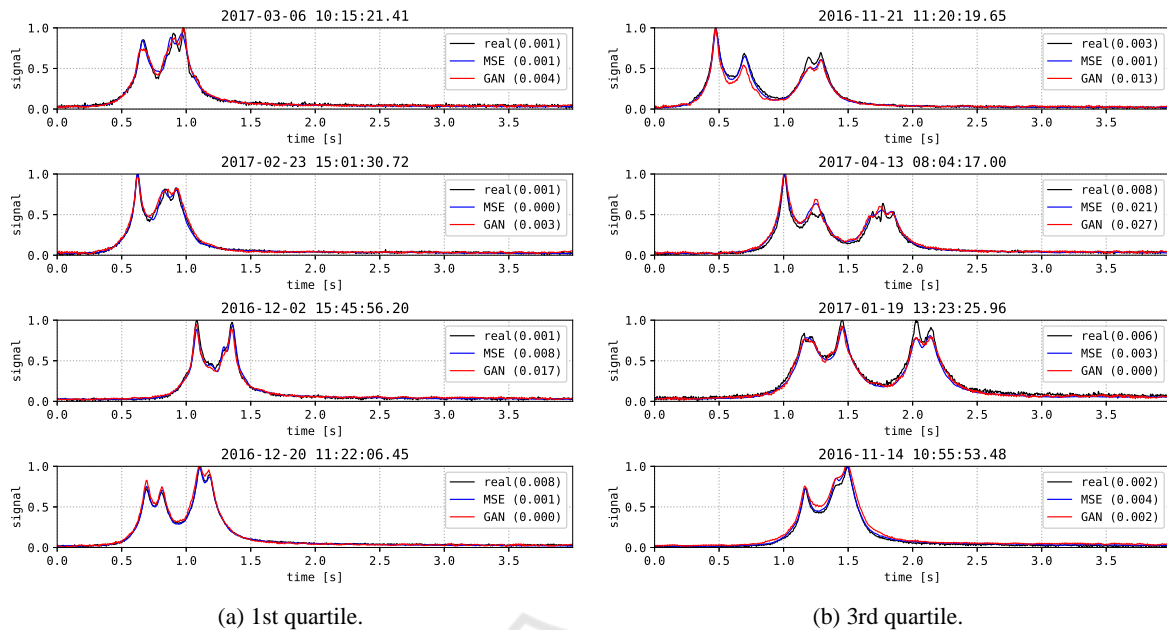 2017-03-06 10:15:21.41
signal
1.0
0.5
0.0
real(0.001)
MSE (0.001)
GAN (0.004)
0.0 0.5 1.0 1.5 2.0 2.5 3.0 3.5
time [s]
2017-02-23 15:01:30.72
signal
1.0
0.5
0.0
real(0.001)
MSE (0.000)
GAN (0.003)
0.0 0.5 1.0 1.5 2.0 2.5 3.0 3.5
time [s]
2016-12-02 15:45:56.20
signal
1.0
0.5
0.0
real(0.001)
MSE (0.008)
GAN (0.017)
0.0 0.5 1.0 1.5 2.0 2.5 3.0 3.5
time [s]
2016-12-20 11:22:06.45
signal
1.0
0.5
0.0
real(0.008)
MSE (0.001)
GAN (0.000)
0.0 0.5 1.0 1.5 2.0 2.5 3.0 3.5
time [s]
(a) 1st quartile.
2016-11-21 11:20:19.65
signal
1.0
0.5
0.0
real(0.003)
MSE (0.001)
GAN (0.013)
0.0 0.5 1.0 1.5 2.0 2.5 3.0 3.5
time [s]
2017-04-13 08:04:17.00
signal
1.0
0.5
0.0
real(0.008)
MSE (0.021)
GAN (0.027)
0.0 0.5 1.0 1.5 2.0 2.5 3.0 3.5
time [s]
2017-01-19 13:23:25.96
signal
1.0
0.5
0.0
real(0.006)
MSE (0.003)
GAN (0.000)
0.0 0.5 1.0 1.5 2.0 2.5 3.0 3.5
time [s]
2016-11-14 10:55:53.48
signal
1.0
0.5
0.0
real(0.002)
MSE (0.004)
GAN (0.002)
0.0 0.5 1.0 1.5 2.0 2.5 3.0 3.5
time [s]
(b) 3rd quartile.